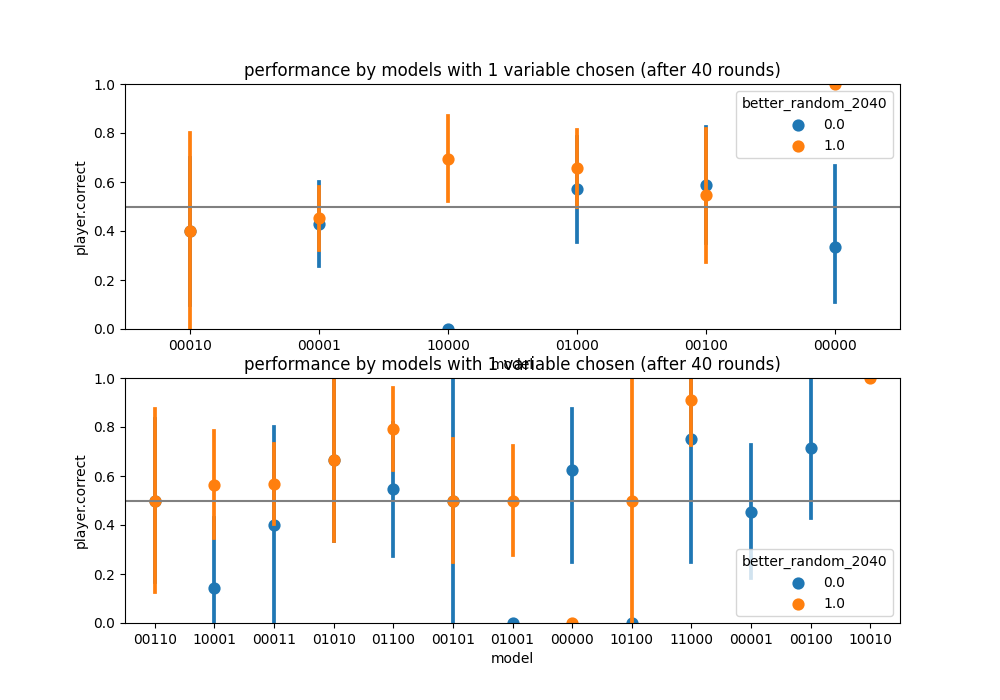 performance by models with 1 variable chosen (after 40 rounds)
1.0
0.8
0.6
0.4
0.2
0.0
player.correct
better_random_2040
0.0
1.0
00010 00001 10000 01000 00100 00000
model
performance by models with 1 variable chosen (after 40 rounds)
1.0
0.8
0.6
0.4
0.2
0.0
player.correct
better_random_2040
0.0
1.0
00110 10001 00011 01010 01100 00101 01001 00000 10100 11000 00001 00100 10010
model